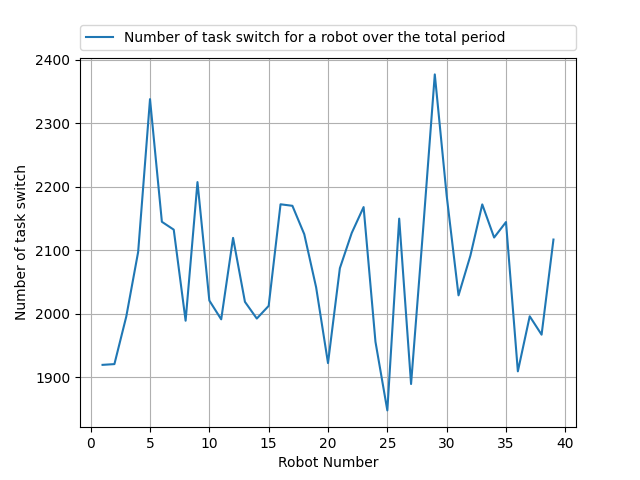 Number of task switch for a robot over the total period
2400
2300
2200
2100
2000
1900
Number of task switch
0 5 10 15 20 25 30 35 40
Robot Number